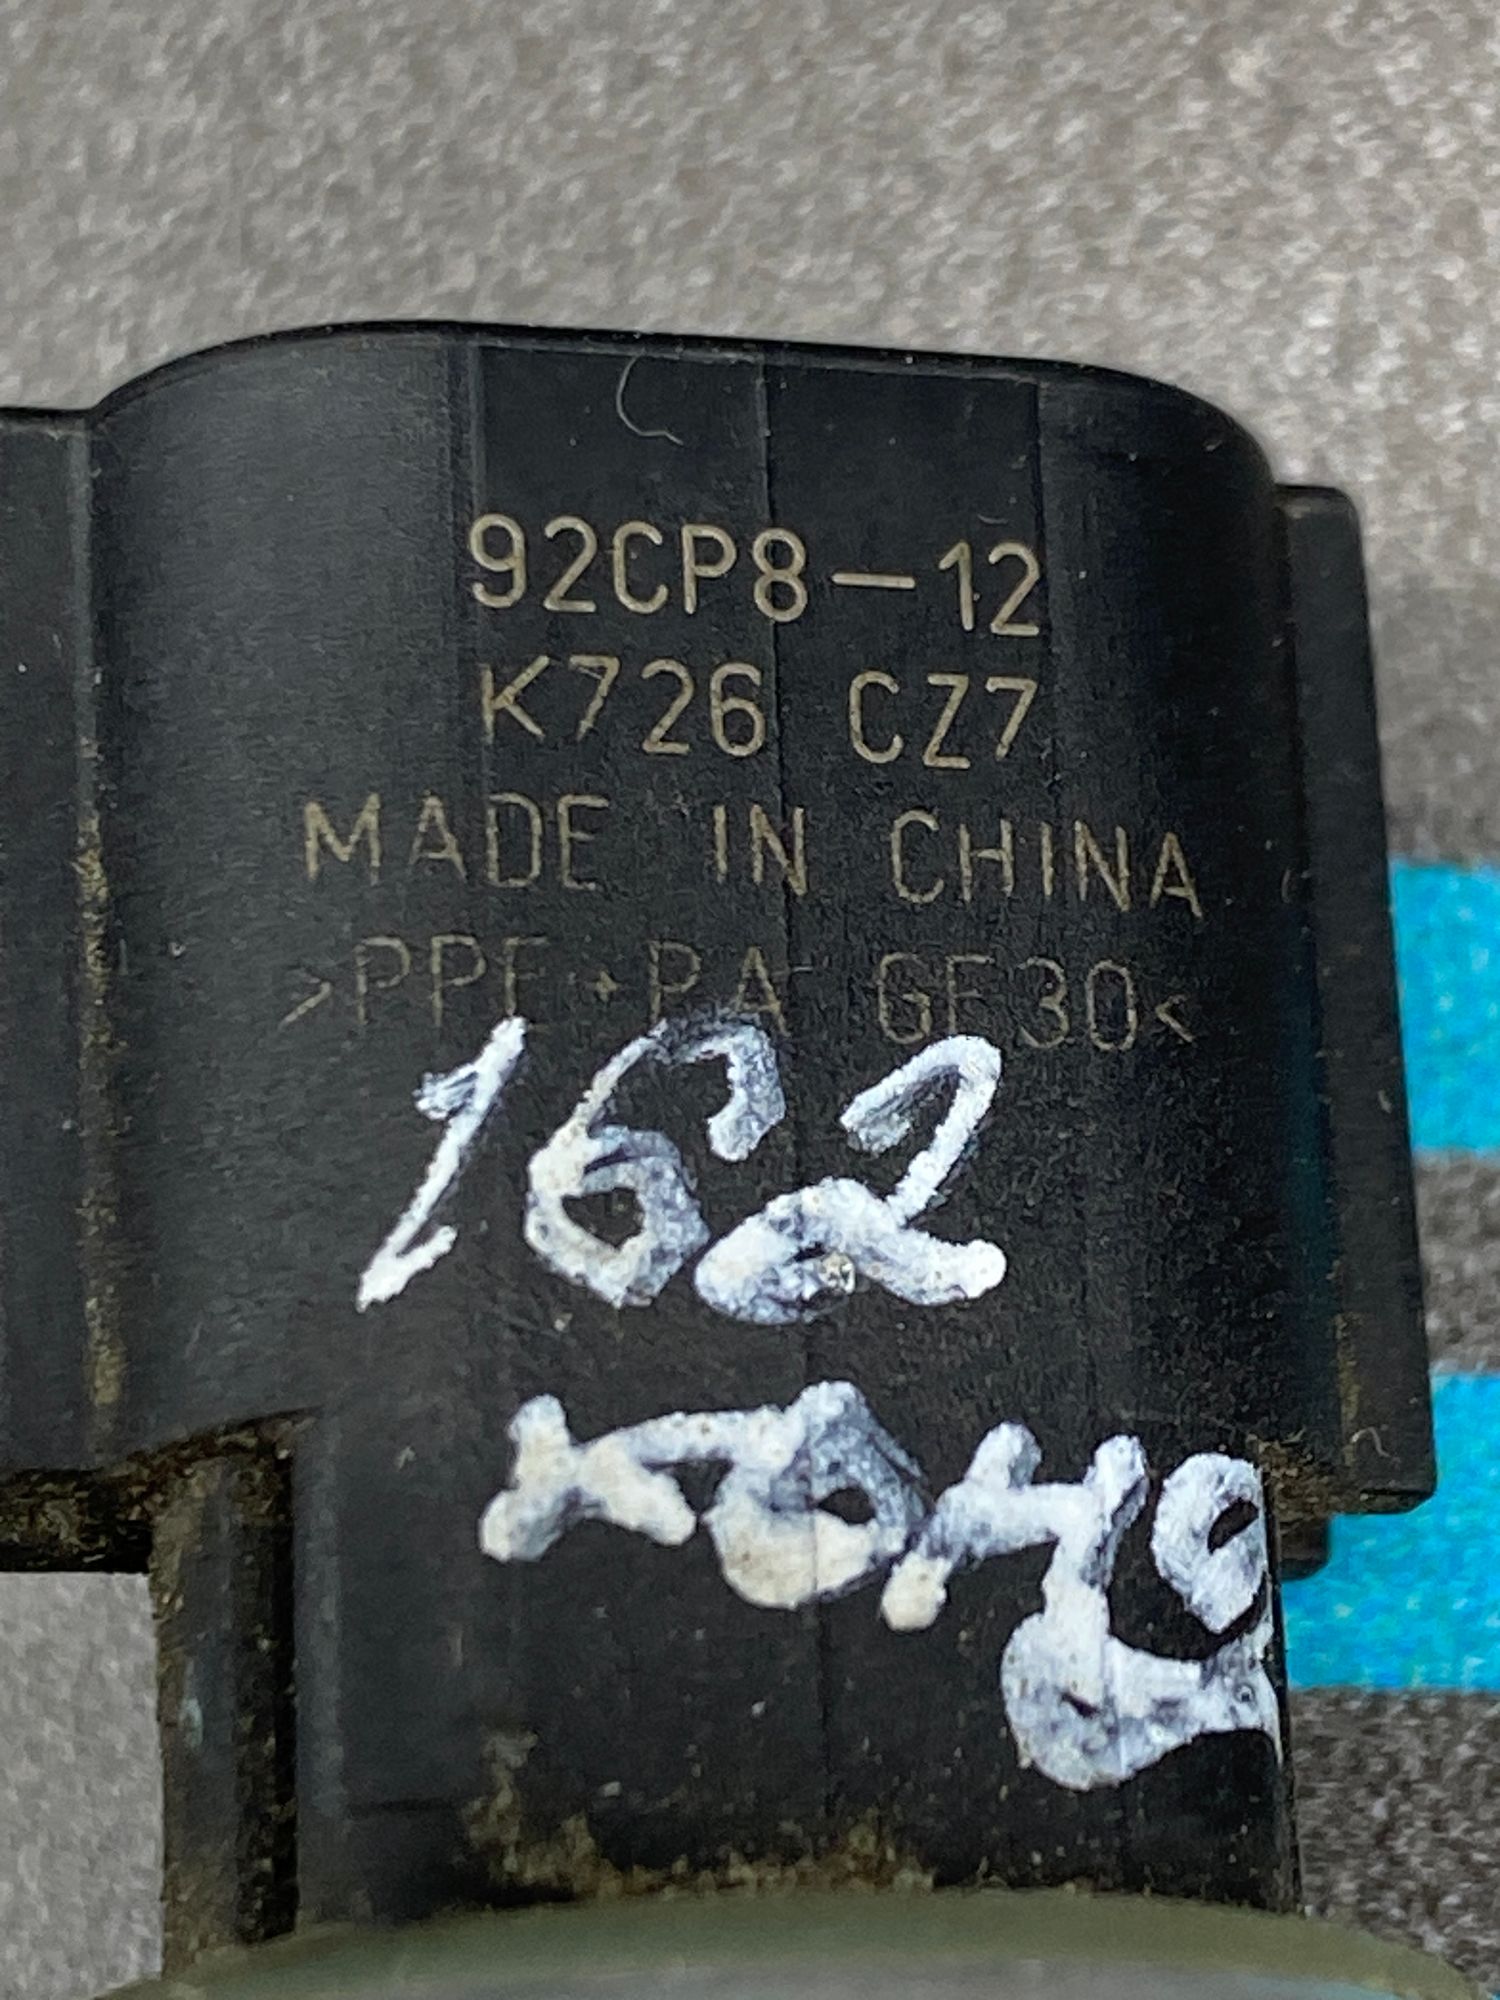 92CP8-12
K726 CZ7
MADE IN CHINA
>PPE+PA GF30<
162